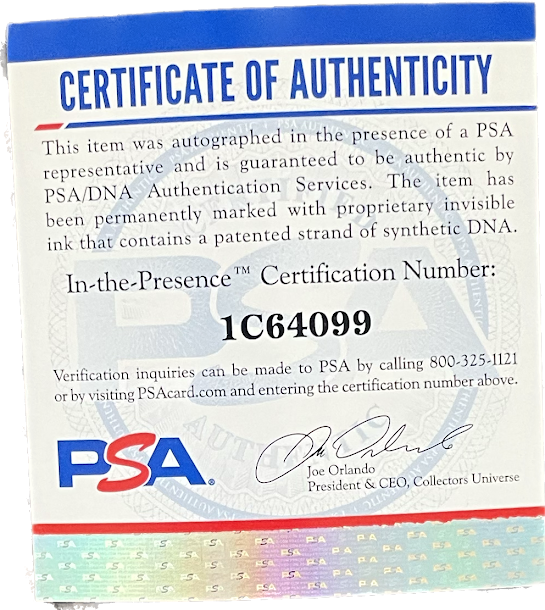 CERTIFICATE OF AUTHENTICITY
This item was autographed in the presence of a PSA
representative and is guaranteed to be authentic by
PSA/DNA Authentication Services. The item has
been permanently marked with proprietary invisible
ink that contains a patented strand of synthetic DNA.
In-the-Presence™ Certification Number:
1C64099
Verification inquiries can be made to PSA by calling 800-325-1121
or by visiting PSAcard.com and entering the certification number above.
PSA®
Joe Orlando
President & CEO, Collectors Universe